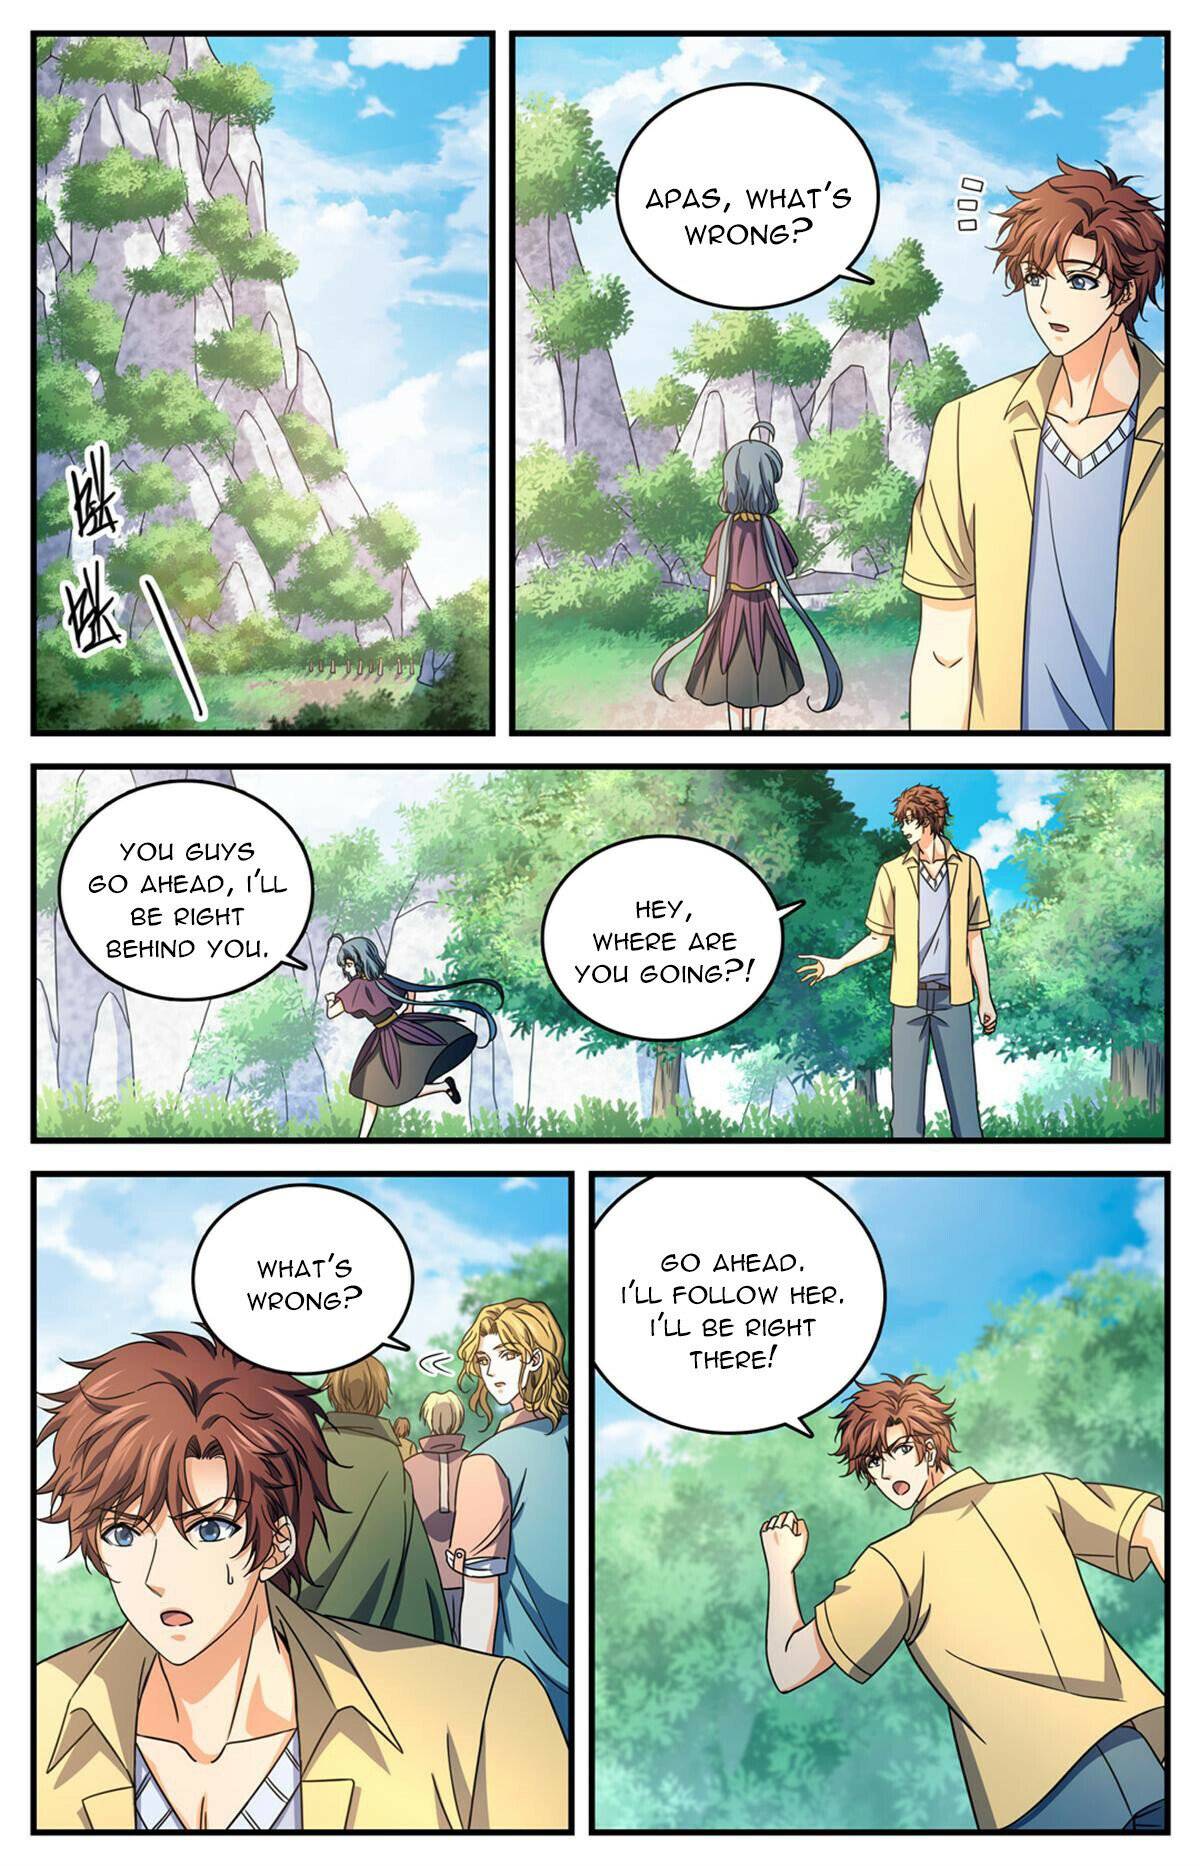 APAS, WHAT'S
WRONG?
YOU GUYS
GO AHEAD, I'LL
BE RIGHT
BEHIND YOU.
HEY,
WHERE ARE
YOU GOING?!
WHAT'S
WRONG?
GO AHEAD.
I'LL FOLLOW HER.
I'LL BE RIGHT
THERE!